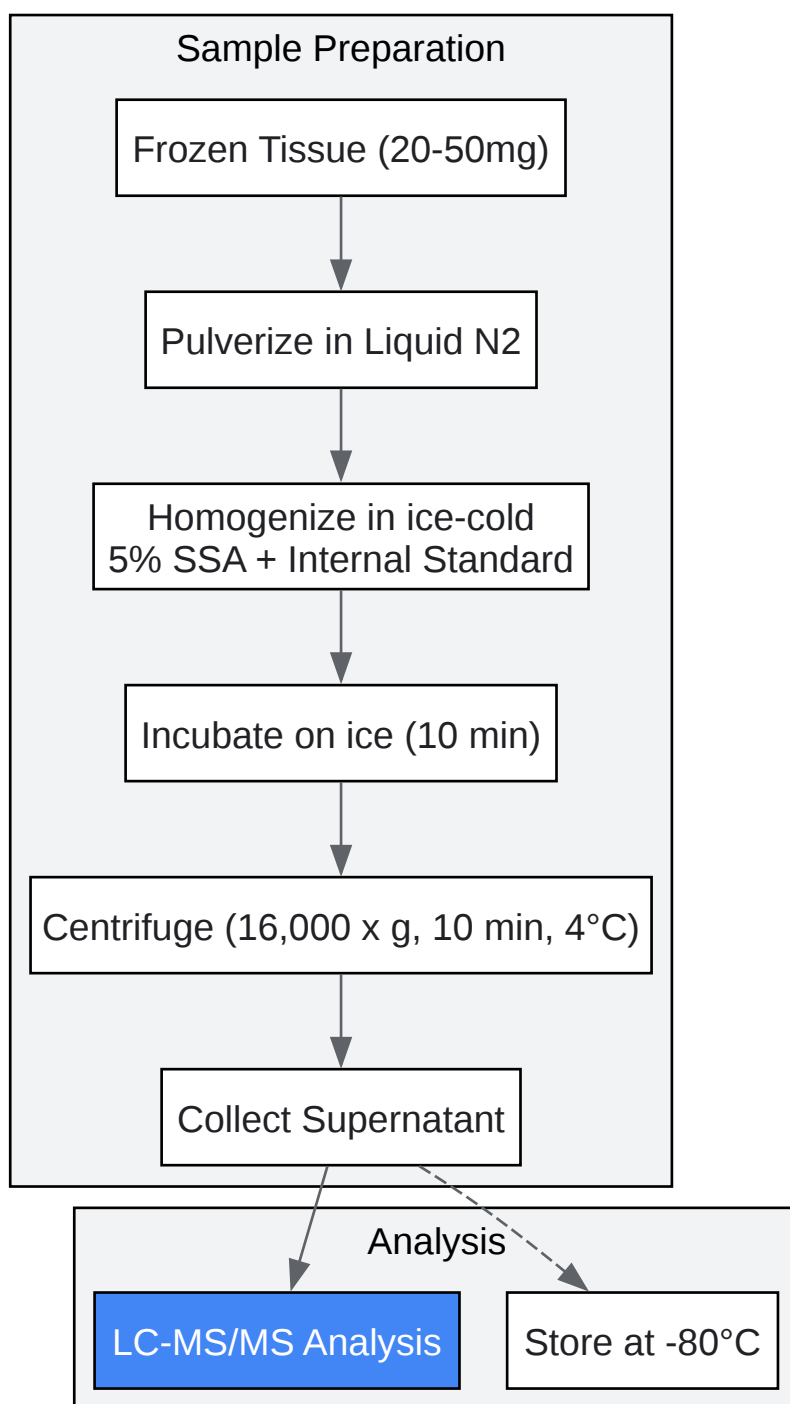 Sample Preparation
Frozen Tissue (20-50mg)
Pulverize in Liquid N2
Homogenize in ice-cold
5% SSA + Internal Standard
Incubate on ice (10 min)
Centrifuge (16,000 x g, 10 min, 4°C)
Collect Supernatant
Analysis
LC-MS/MS Analysis
Store at -80°C